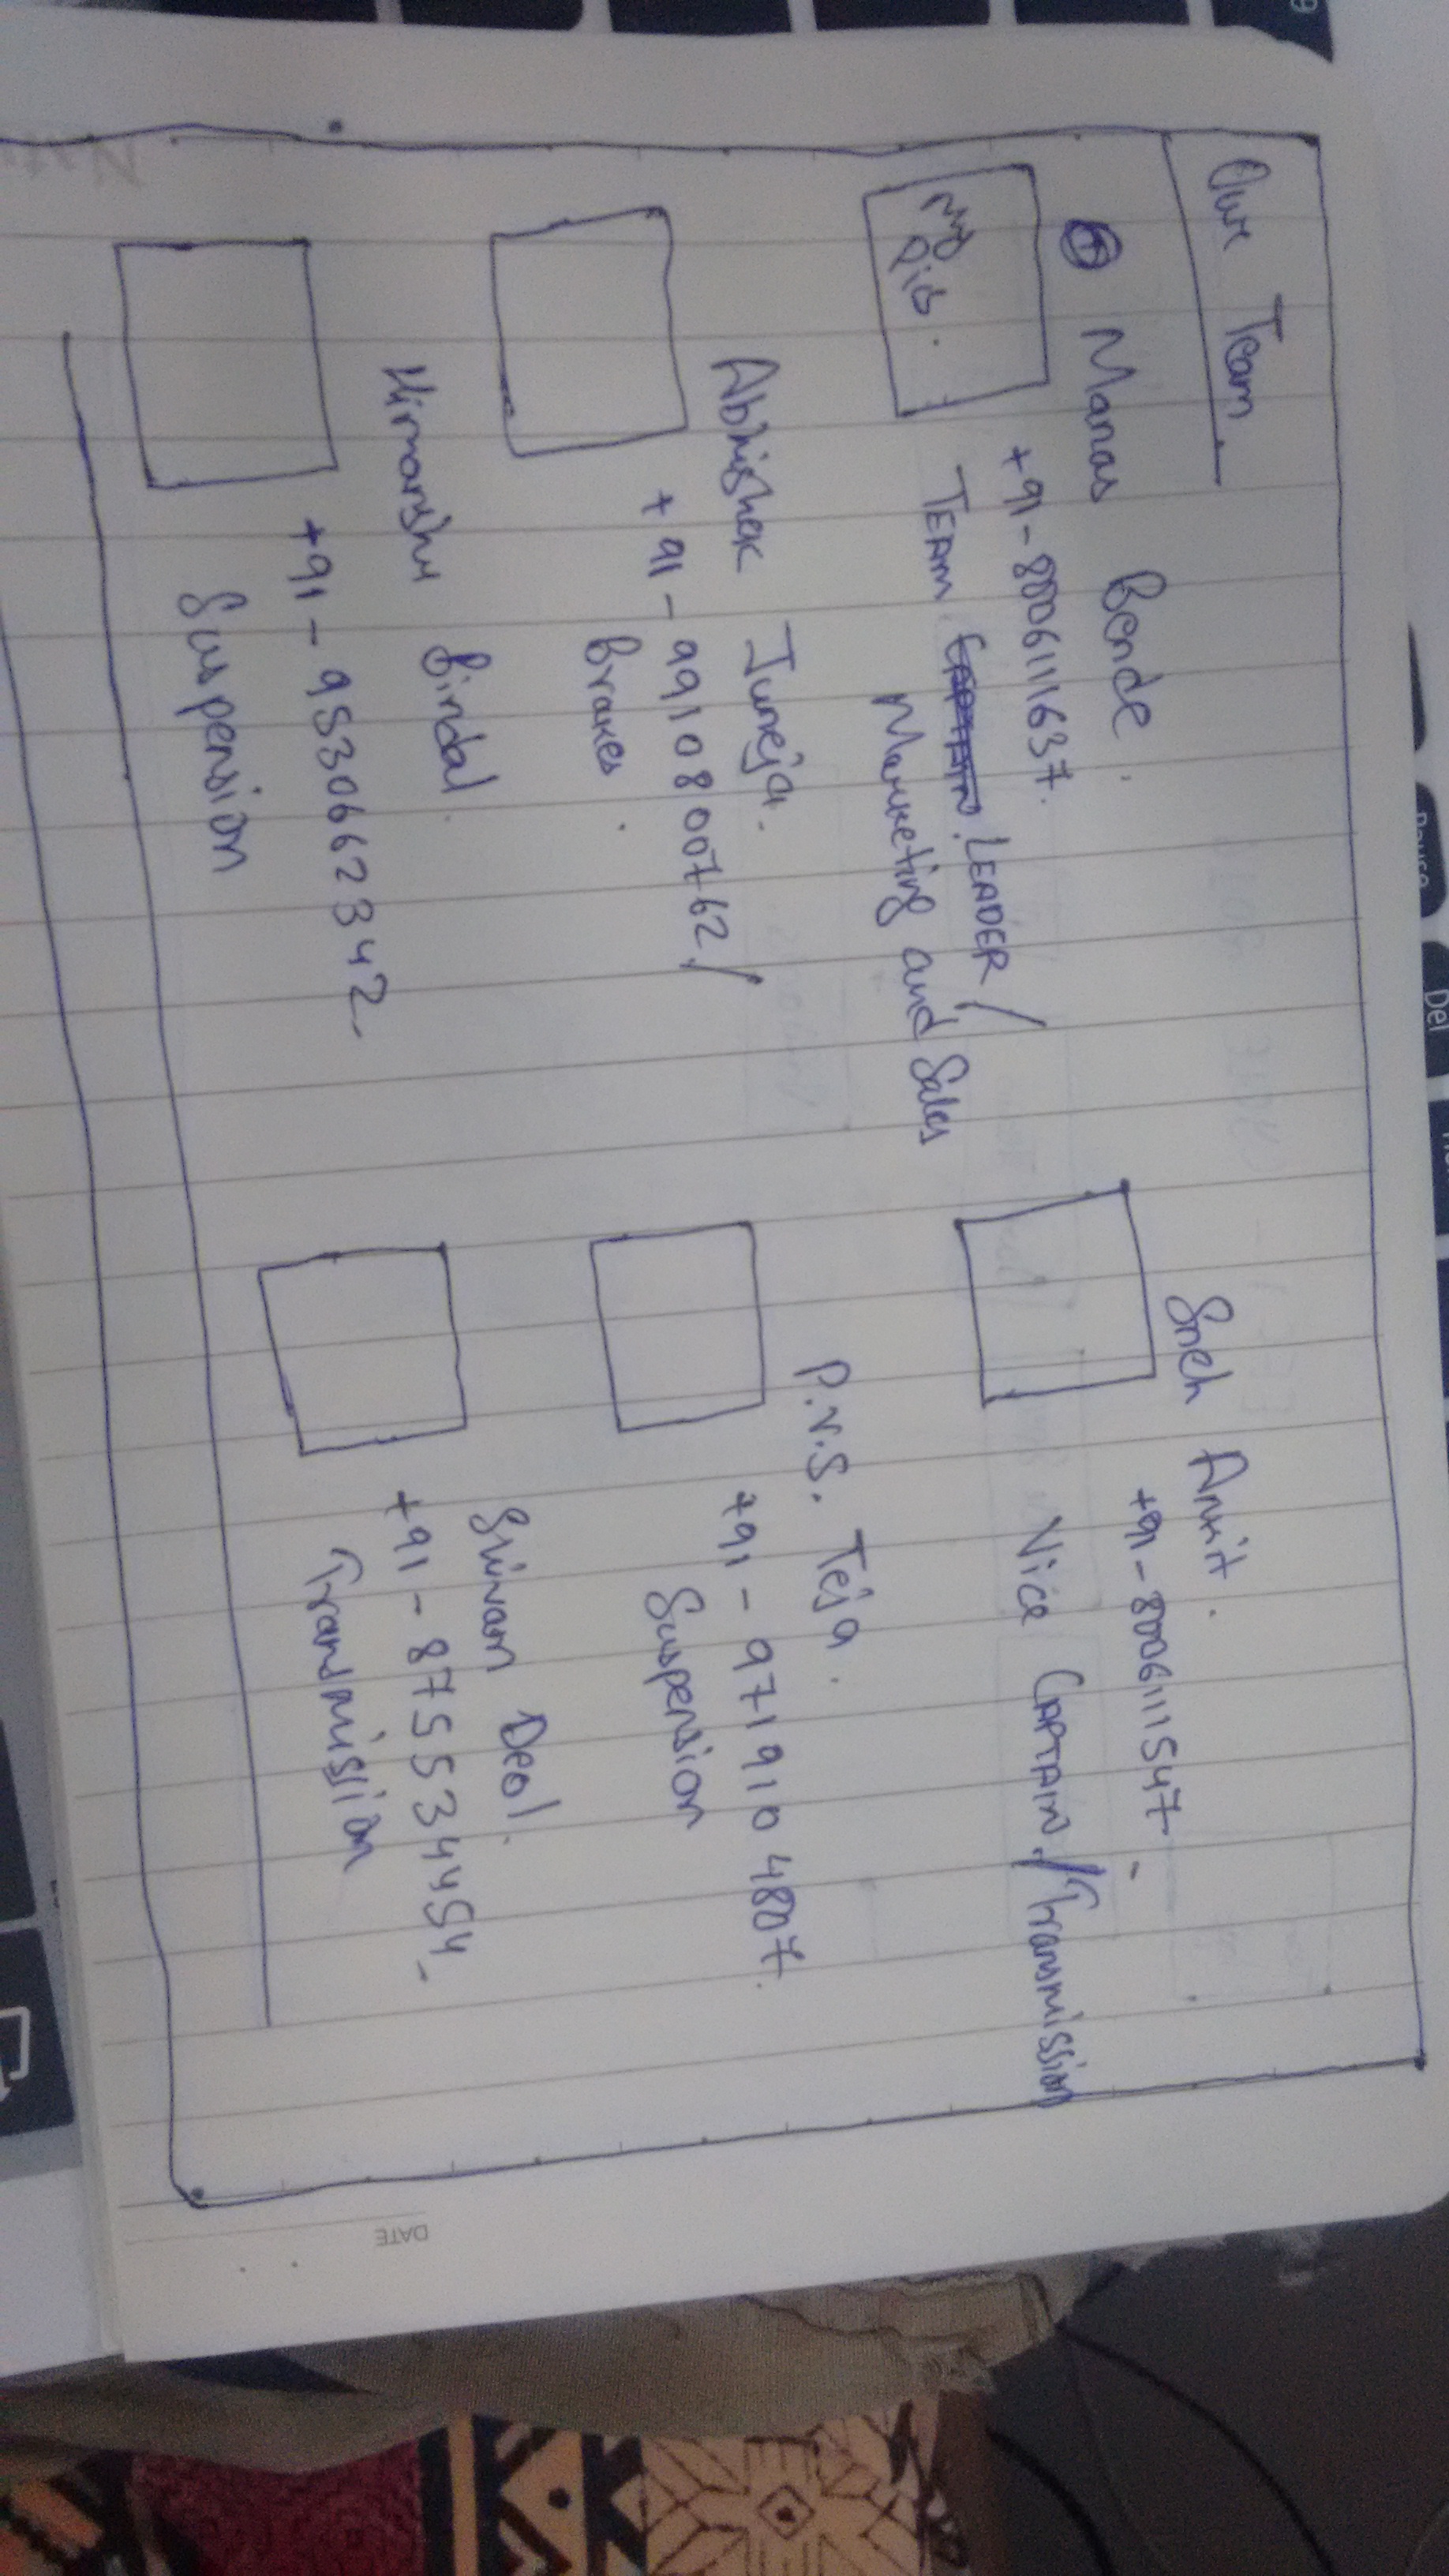 Our Team
Manas Bende.
My Pic.
+91-8006111637.
TEAM CAPTAIN LEADER/
Marketing and Sales
Sneh Ankit.
+91-8006111547-
Vice CAPTAIN./Transmission
Abhishek Juneja.
+91-9910800762/
Brakes
P.V.S. Teja.
+91-9719104807.
Suspension
Himanshu Bindal.
+91-9530662342-
Suspension
Shivam Deol.
+91-8755534454-
Transmission
DATE
Pause
Del